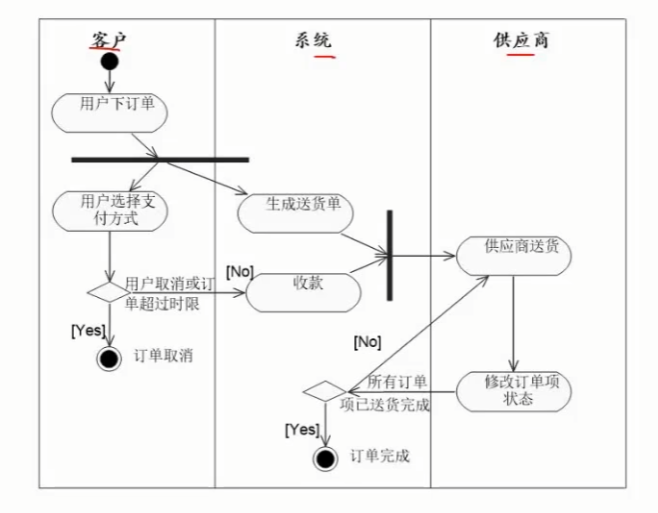 客户
系统
供应商
用户下订单
用户选择支
付方式
生成送货单
供应商送货
用户取消或订
单超过时限
[No]
收款
[Yes]
订单取消
[No]
所有订单
项已送货完成
修改订单项
状态
[Yes]
订单完成